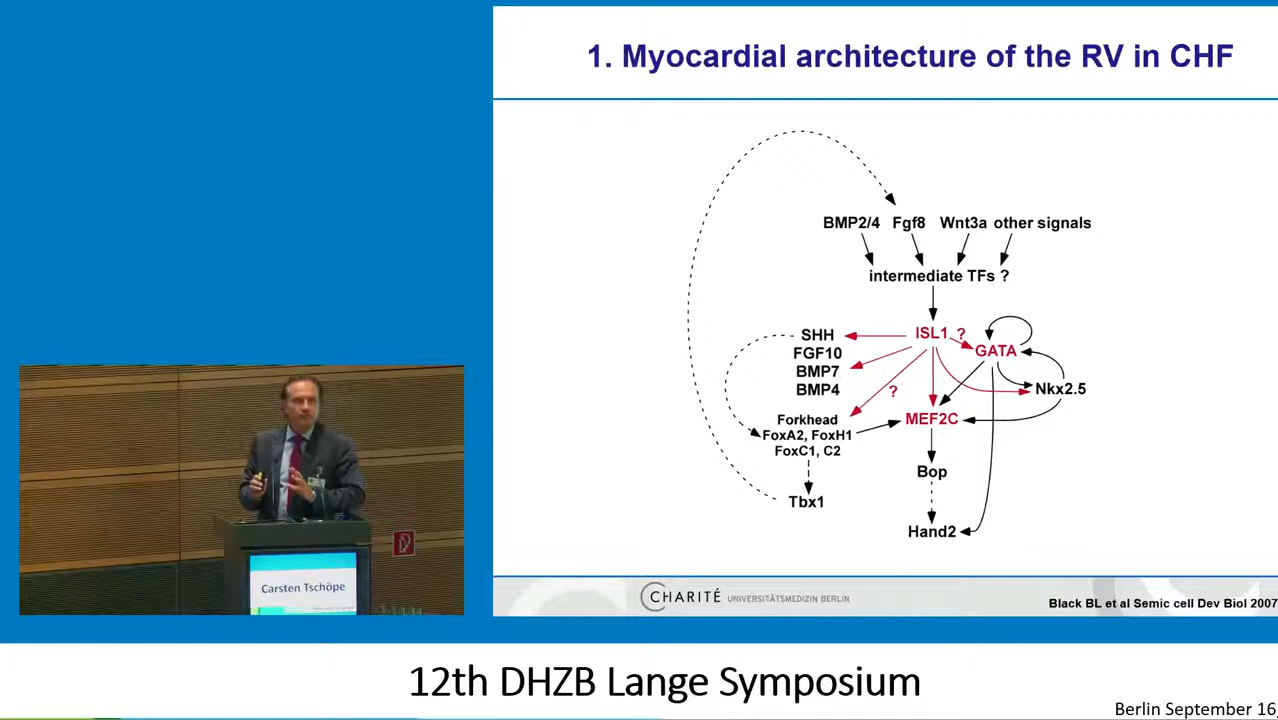 1. Myocardial architecture of the RV in CHF
BMP2/4 Fgf8 Wnt3a other signals
intermediate TFs ?
ISL1 ?
SHH
GATA
FGF10
BMP7
BMP4
?
Nkx2.5
Forkhead
FoxA2, FoxH1
FoxC1, C2
MEF2C
Bop
Tbx1
Hand2
CHARITÉ UNIVERSITÄTSMEDIZIN BERLIN
Black BL et al Semic cell Dev Biol 2007
Carsten Tschöpe
12th DHZB Lange Symposium
Berlin September 16,